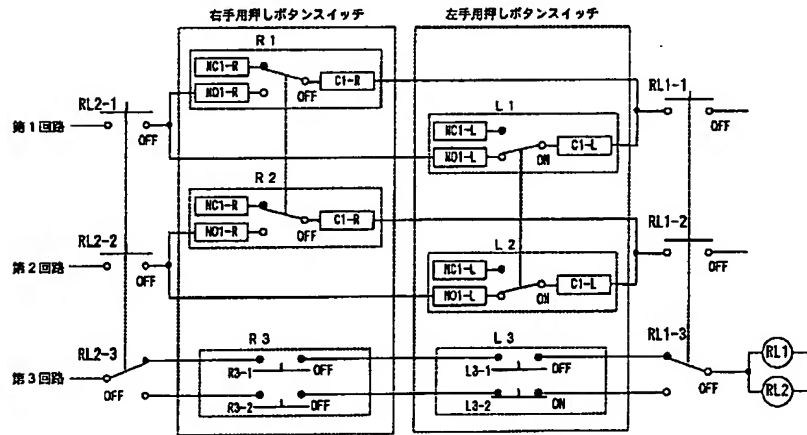 右手用押しボタンスイッチ
左手用押しボタンスイッチ
R1
NC1-R
NO1-R
C1-R
OFF
RL1-1
RL2-1
L1
OFF
第1回路
OFF
NC1-L
NO1-L
C1-L
ON
R2
NC1-R
NO1-R
C1-R
OFF
RL1-2
RL2-2
L2
OFF
第2回路
OFF
NC1-L
NO1-L
C1-L
ON
R3
L3
RL1-3
RL2-3
R3-1
OFF
L3-1
OFF
RL1
第3回路
OFF
OFF
RL2
R3-2
OFF
L3-2
ON